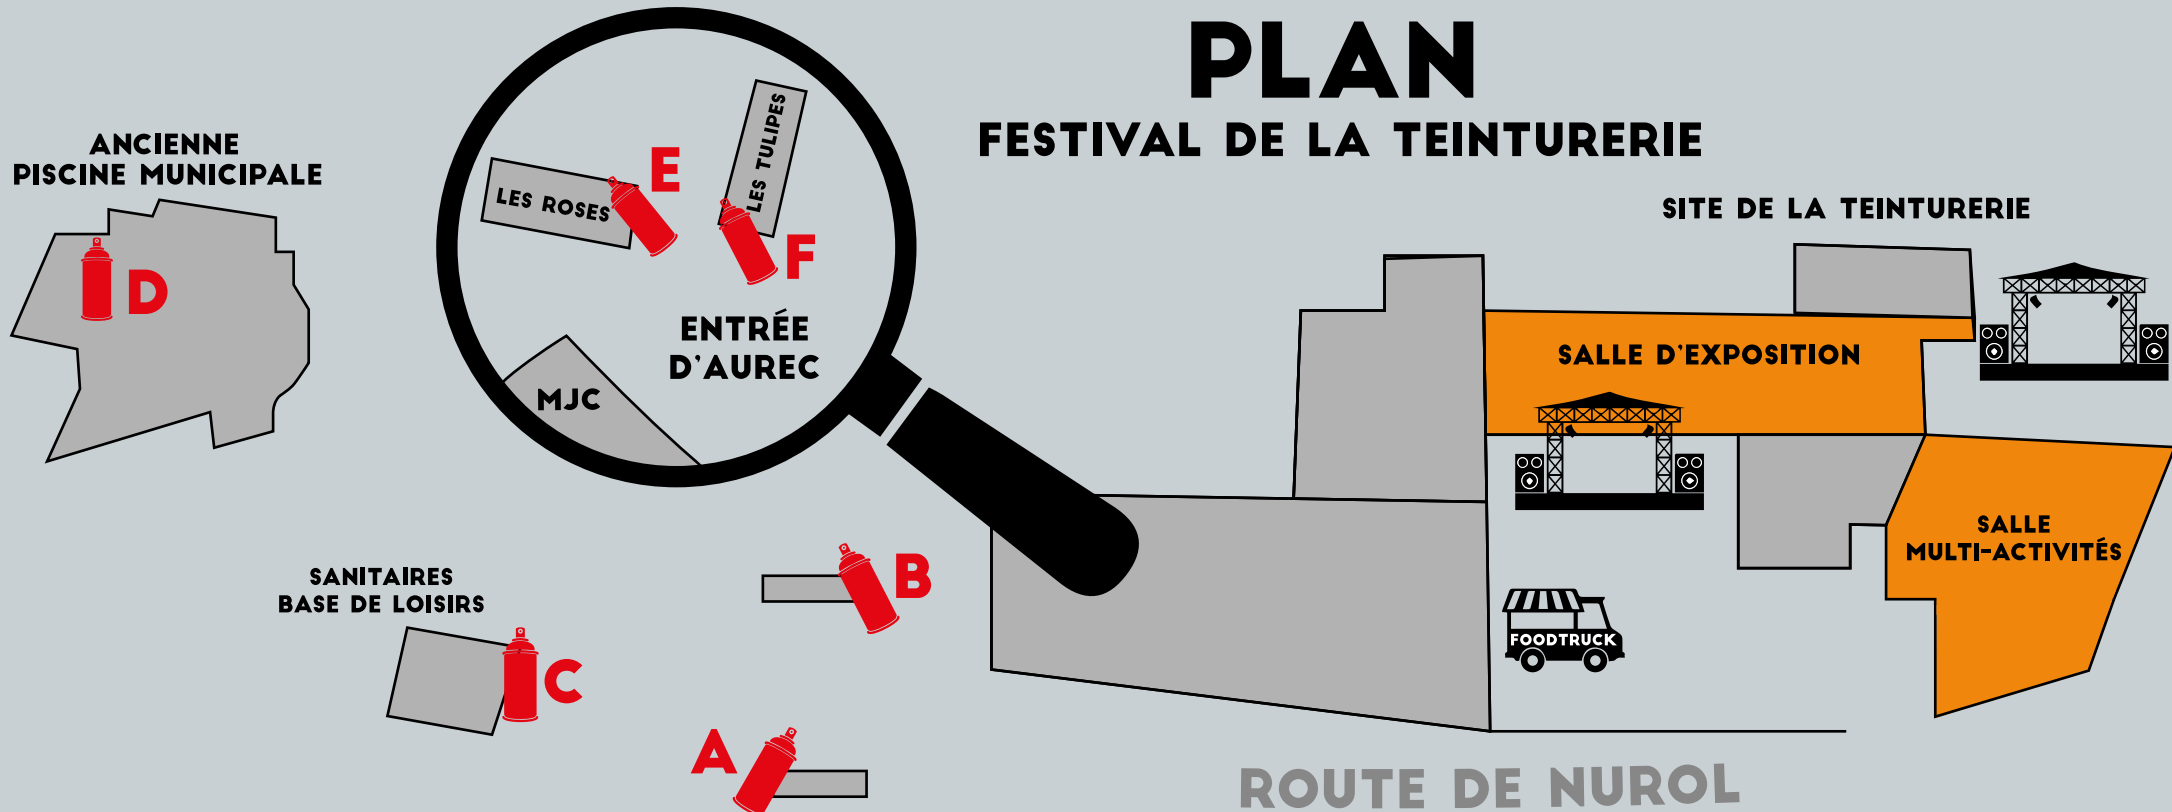 PLAN
FESTIVAL DE LA TEINTURERIE
ANCIENNE
PISCINE MUNICIPALE
D
LES ROSES
E
LES TULIPES
F
ENTRÉE
D'AUREC
MJC
SITE DE LA TEINTURERIE
SALLE D'EXPOSITION
SALLE
MULTI-ACTIVITÉS
FOODTRUCK
SANITAIRES
BASE DE LOISIRS
C
B
A
ROUTE DE NUROL